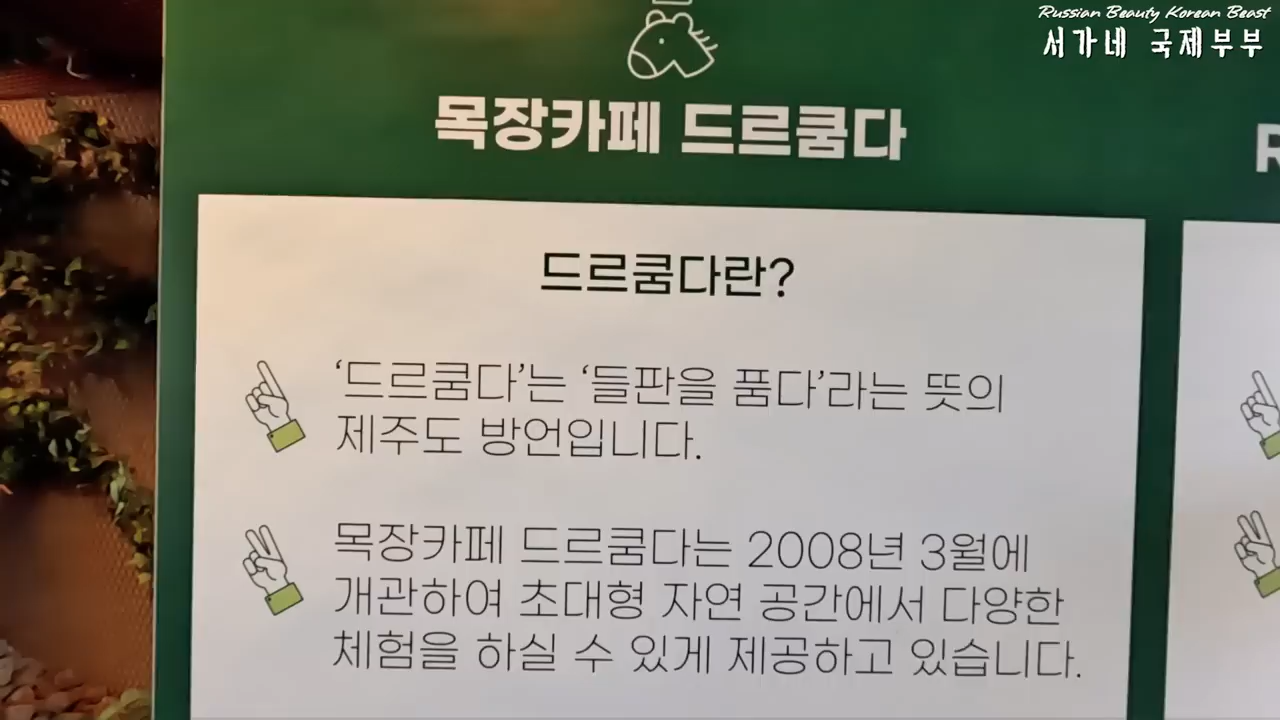 Russian Beauty Korean Beast
서가네 국제부부
목장카페 드르쿰다
드르쿰다란?
‘드르쿰다’는 ‘들판을 품다’라는 뜻의
제주도 방언입니다.
목장카페 드르쿰다는 2008년 3월에
개관하여 초대형 자연 공간에서 다양한
체험을 하실 수 있게 제공하고 있습니다.